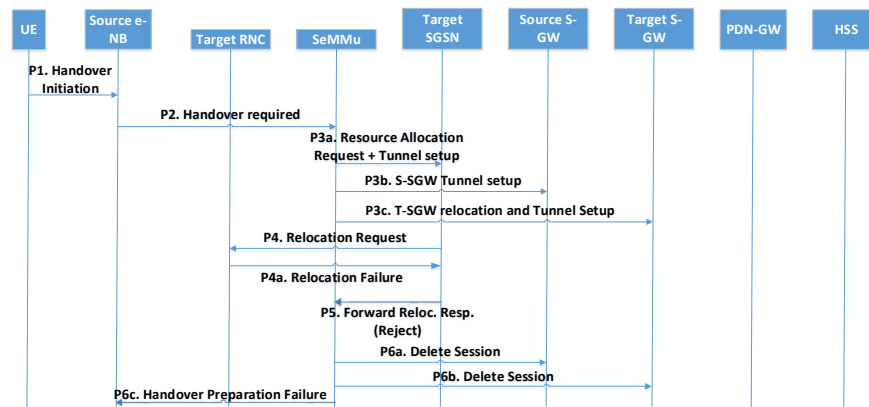 UE
Source e-
NB
Target RNC
SeMMu
Target
SGSN
Source S-
GW
Target S-
GW
PDN-GW
HSS
P1. Handover
Initiation
P2. Handover required
P3a. Resource Allocation
Request + Tunnel setup
P3b. S-SGW Tunnel setup
P3c. T-SGW relocation and Tunnel Setup
P4. Relocation Request
P4a. Relocation Failure
P5. Forward Reloc. Resp.
(Reject)
P6a. Delete Session
P6b. Delete Session
P6c. Handover Preparation Failure